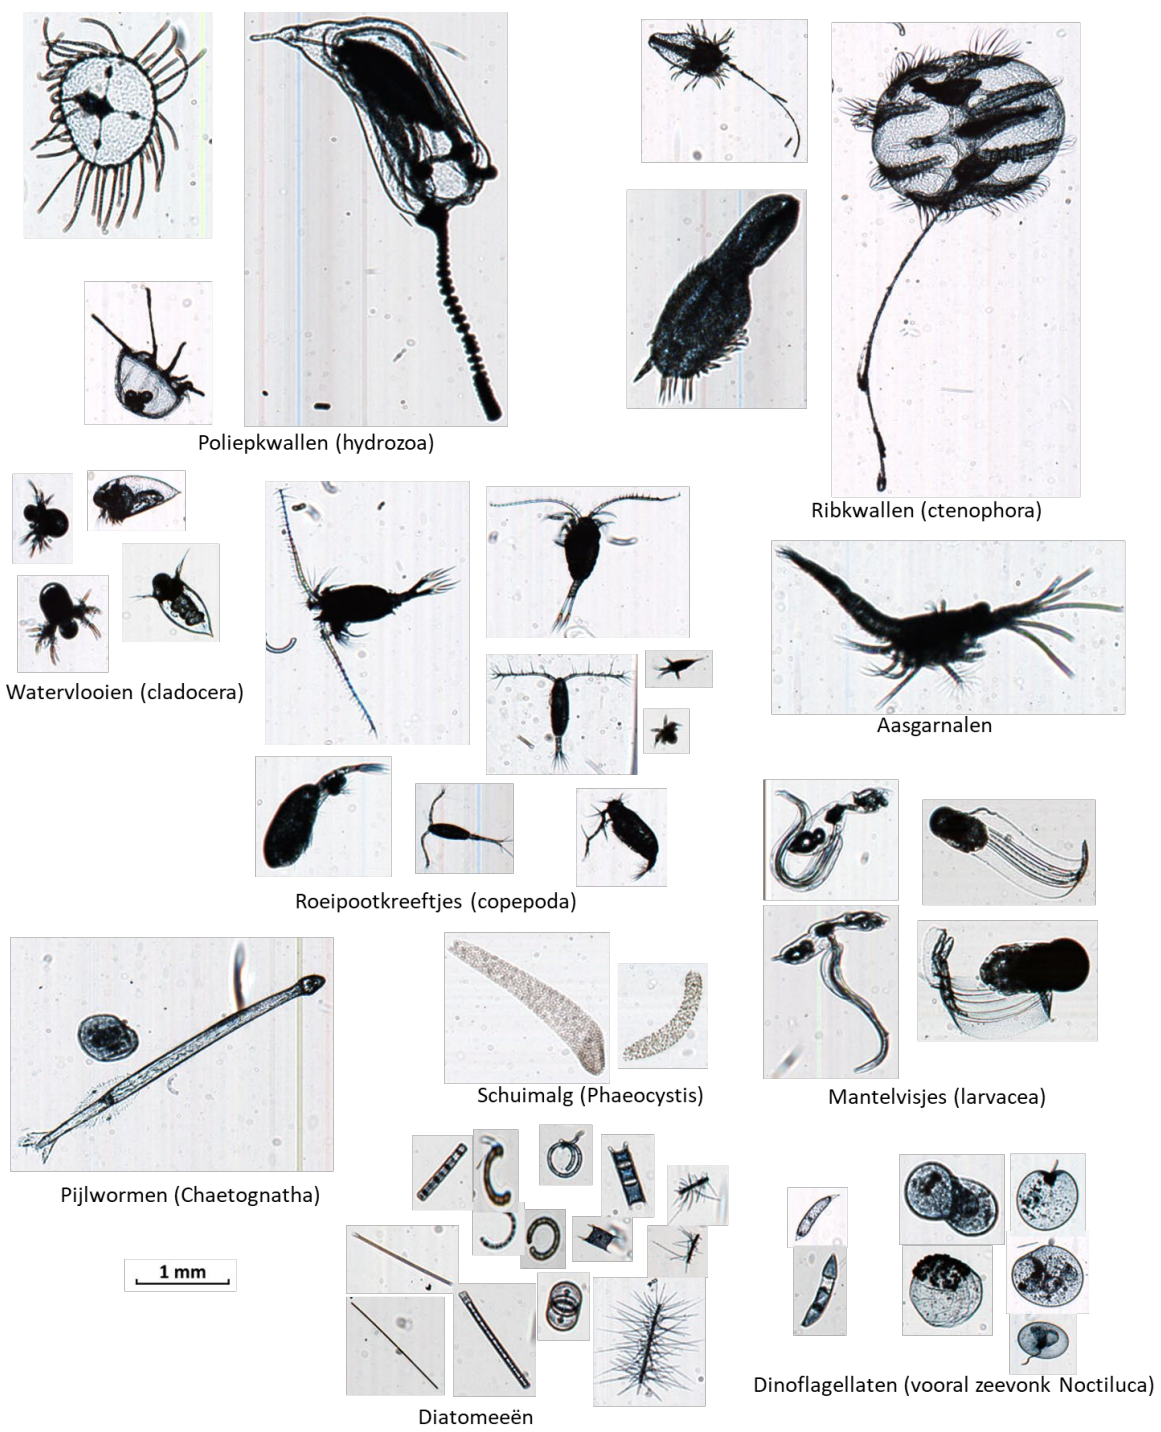 Poliepkwallen (hydrozoa)
Ribkwallen (ctenophora)
Watervlooien (cladocera)
Aasgarnalen
Roeipootkreeftjes (copepoda)
Schuimalg (Phaeocystis)
Mantelvisjes (larvacea)
Pijlwormen (Chaetognatha)
1 mm
Dinoflagellaten (vooral zeevonk Noctiluca)
Diatomeeën